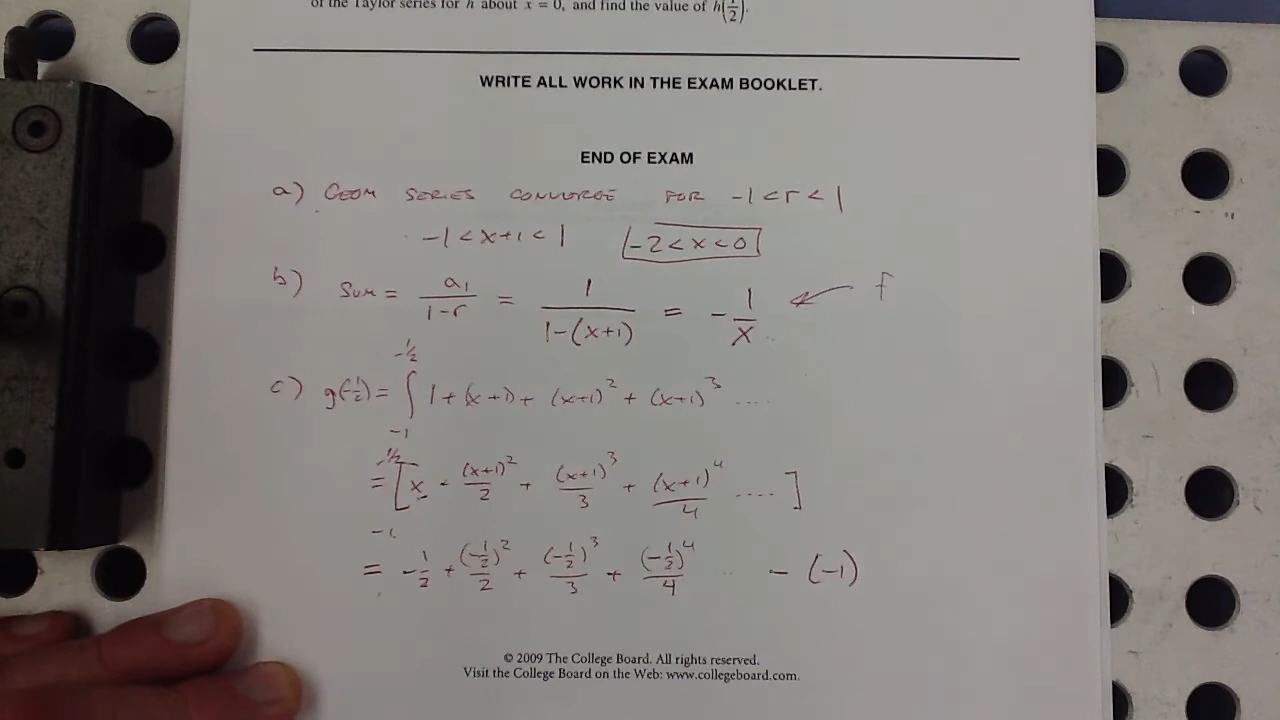 of the Taylor series for h about x = 0, and find the value of h(1/2).
WRITE ALL WORK IN THE EXAM BOOKLET.
END OF EXAM
a) GEOM SERIES CONVERGE FOR -1 < r < 1
-1 < x+1 < 1 -2 < x < 0
b) SUM = a₁/(1-r) = 1/(1-(x+1)) = -1/x ← f
c) g(-1/2) = ∫₋₁^(-1/2) 1 + (x+1) + (x+1)² + (x+1)³ ....
= [x + (x+1)²/2 + (x+1)³/3 + (x+1)⁴/4 ....]₋₁^(-1/2)
= -1/2 + (-1/2)²/2 + (-1/2)³/3 + (-1/2)⁴/4 .. - (-1)
© 2009 The College Board. All rights reserved.
Visit the College Board on the Web: www.collegeboard.com.